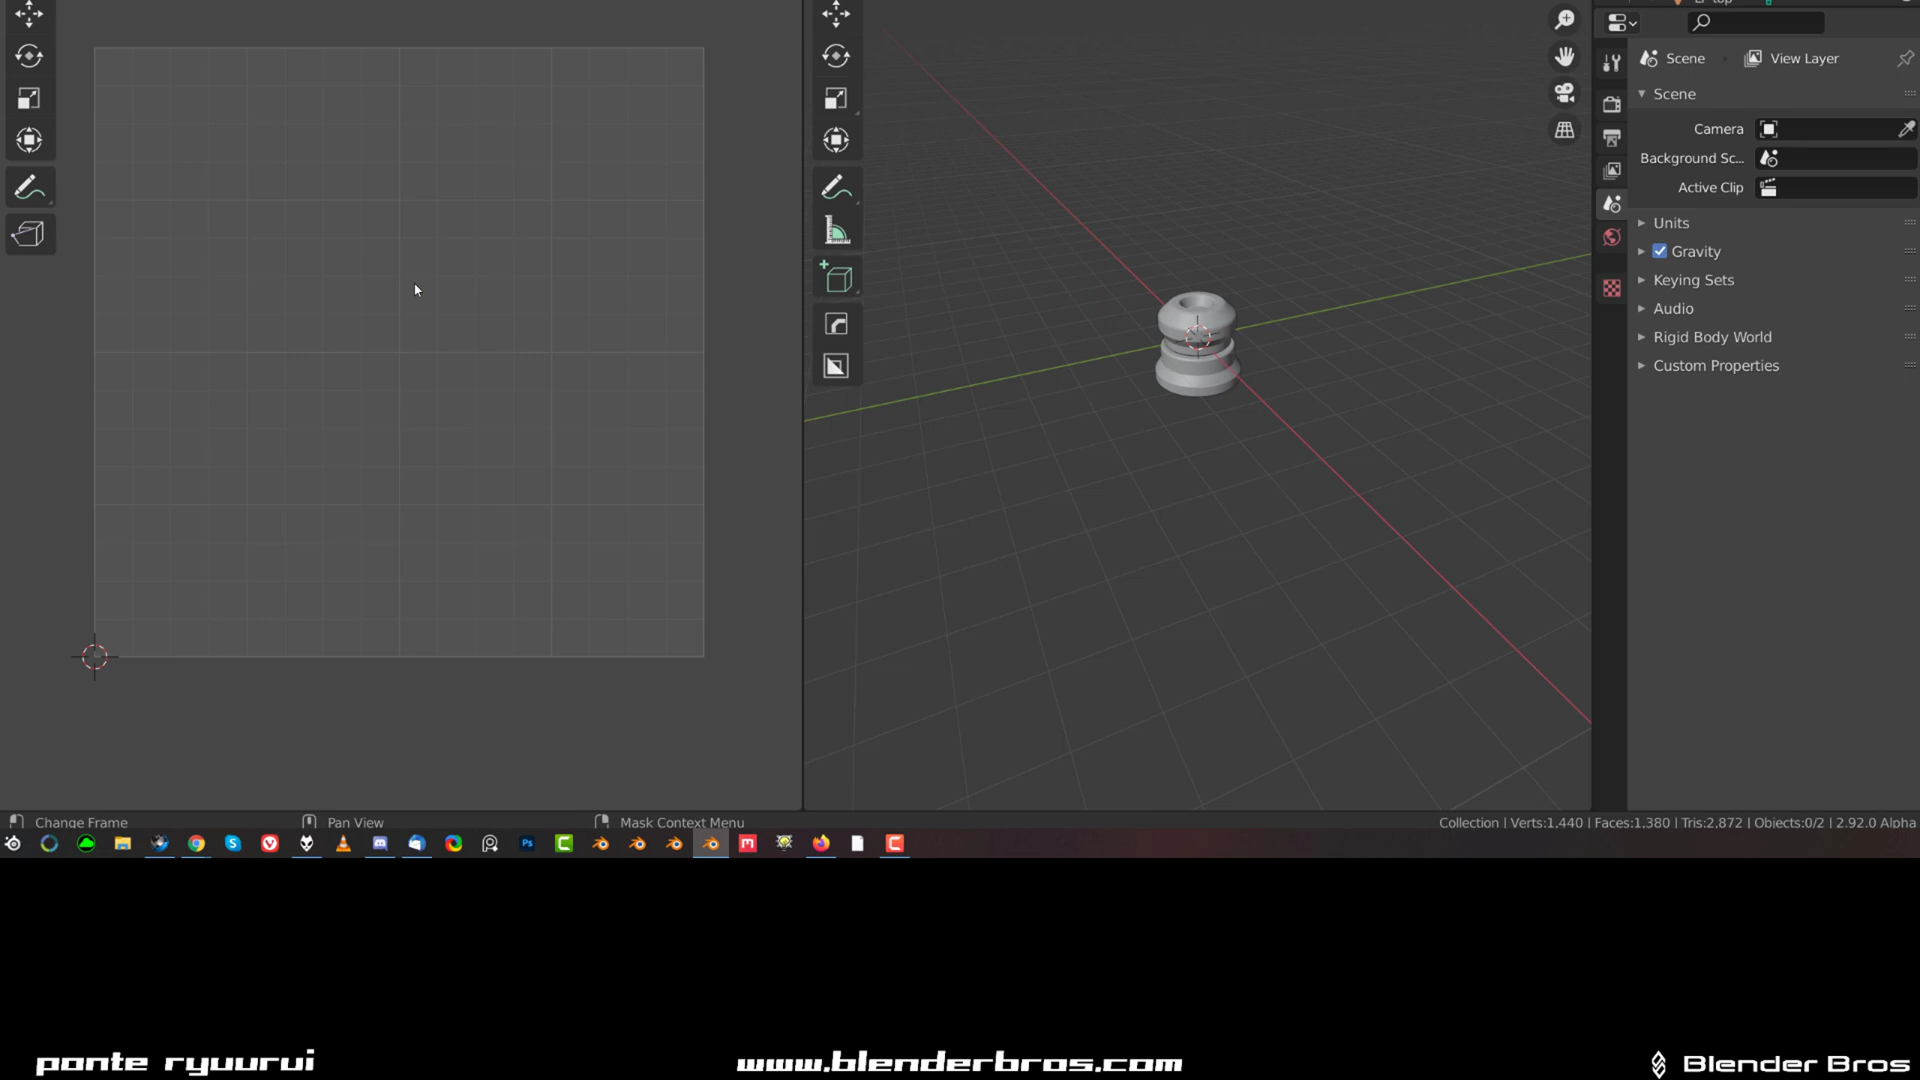 Scene
View Layer
Scene
Camera
Background Sc...
Active Clip
Units
Gravity
Keying Sets
Audio
Rigid Body World
Custom Properties
Change Frame
Pan View
Mask Context Menu
Collection | Verts:1,440 | Faces:1,380 | Tris:2,872 | Objects:0/2 | 2.92.0 Alpha
Ps
ponte ryuurui
www.blenderbros.com
Blender Bros